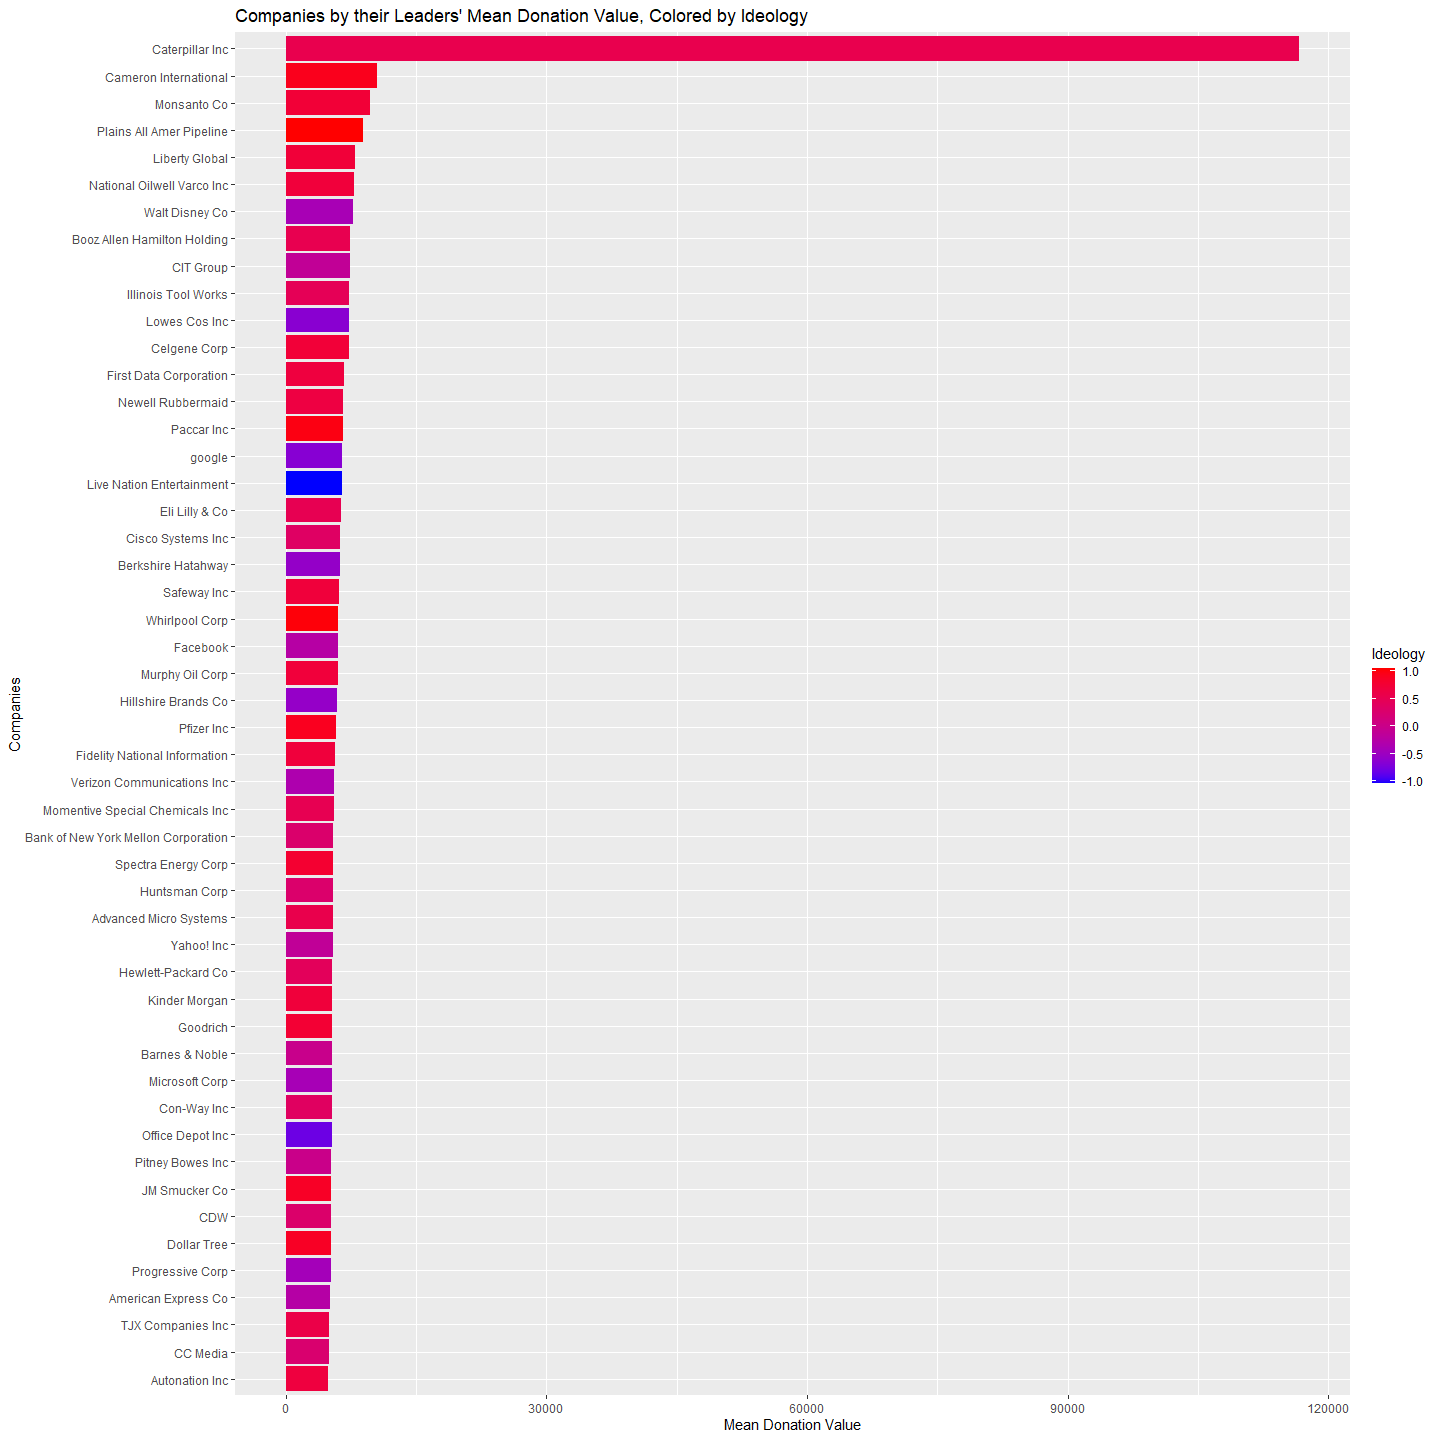 Companies by their Leaders' Mean Donation Value, Colored by Ideology
Caterpillar Inc
Cameron International
Monsanto Co
Plains All Amer Pipeline
Liberty Global
National Oilwell Varco Inc
Walt Disney Co
Booz Allen Hamilton Holding
CIT Group
Illinois Tool Works
Lowes Cos Inc
Celgene Corp
First Data Corporation
Newell Rubbermaid
Paccar Inc
google
Live Nation Entertainment
Eli Lilly & Co
Cisco Systems Inc
Berkshire Hatahway
Safeway Inc
Whirlpool Corp
Facebook
Murphy Oil Corp
Hillshire Brands Co
Pfizer Inc
Fidelity National Information
Verizon Communications Inc
Momentive Special Chemicals Inc
Bank of New York Mellon Corporation
Spectra Energy Corp
Huntsman Corp
Advanced Micro Systems
Yahoo! Inc
Hewlett-Packard Co
Kinder Morgan
Goodrich
Barnes & Noble
Microsoft Corp
Con-Way Inc
Office Depot Inc
Pitney Bowes Inc
JM Smucker Co
CDW
Dollar Tree
Progressive Corp
American Express Co
TJX Companies Inc
CC Media
Autonation Inc
Companies
0 30000 60000 90000 120000
Mean Donation Value
Ideology
1.0
0.5
0.0
-0.5
-1.0